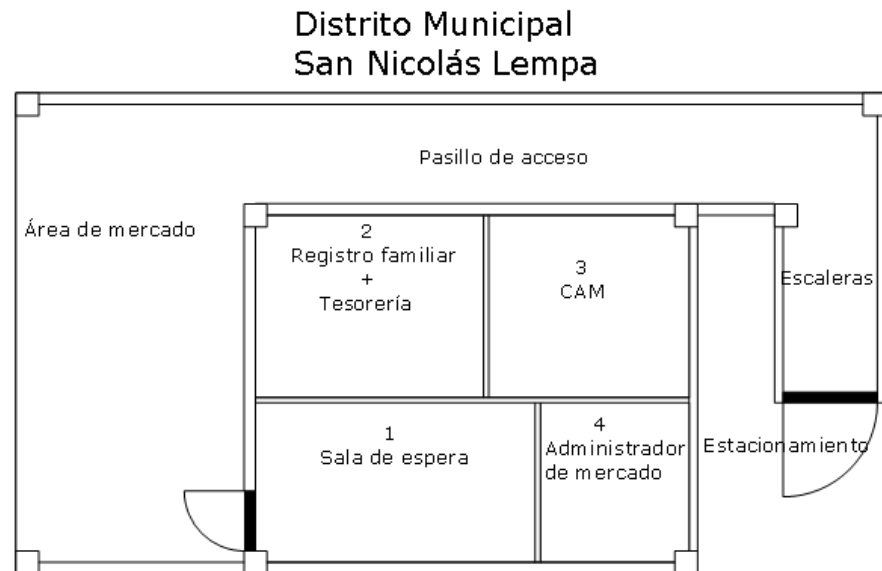 Distrito Municipal
San Nicolás Lempa
Pasillo de acceso
Área de mercado
2
Registro familiar
+
Tesorería
3
CAM
Escaleras
1
Sala de espera
4
Administrador
de mercado
Estacionamiento